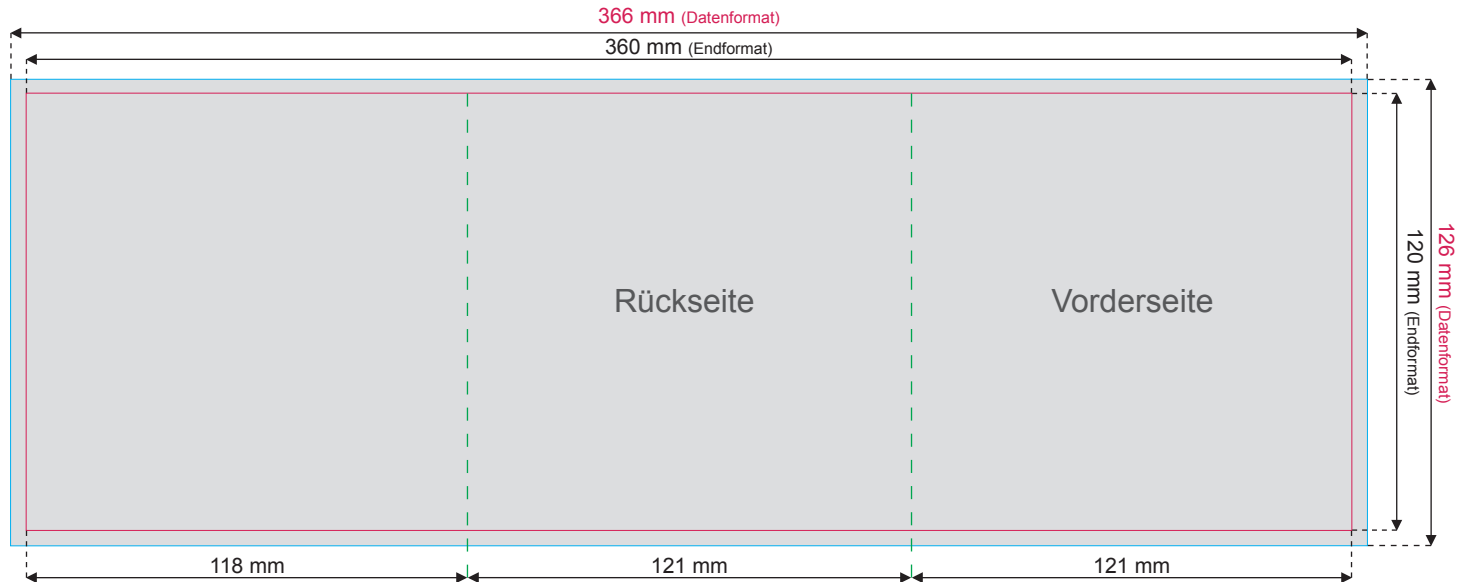 366 mm (Datenformat)
360 mm (Endformat)
Rückseite
Vorderseite
120 mm (Endformat)
126 mm (Datenformat)
118 mm
121 mm
121 mm